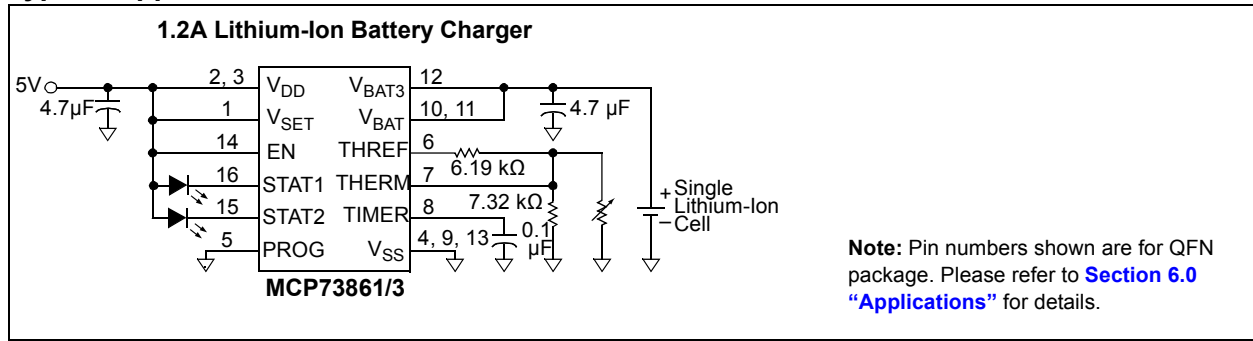 1.2A Lithium-Ion Battery Charger
5V
4.7µF
2, 3
VDD
VBAT3
12
4.7 µF
1
VSET
VBAT
10, 11
14
EN
THREF
6
6.19 kΩ
16
STAT1
THERM
7
7.32 kΩ
15
STAT2
TIMER
8
0.1
µF
5
PROG
VSS
4, 9, 13
+ Single
Lithium-Ion
– Cell
MCP73861/3
Note: Pin numbers shown are for QFN
package. Please refer to Section 6.0
“Applications” for details.